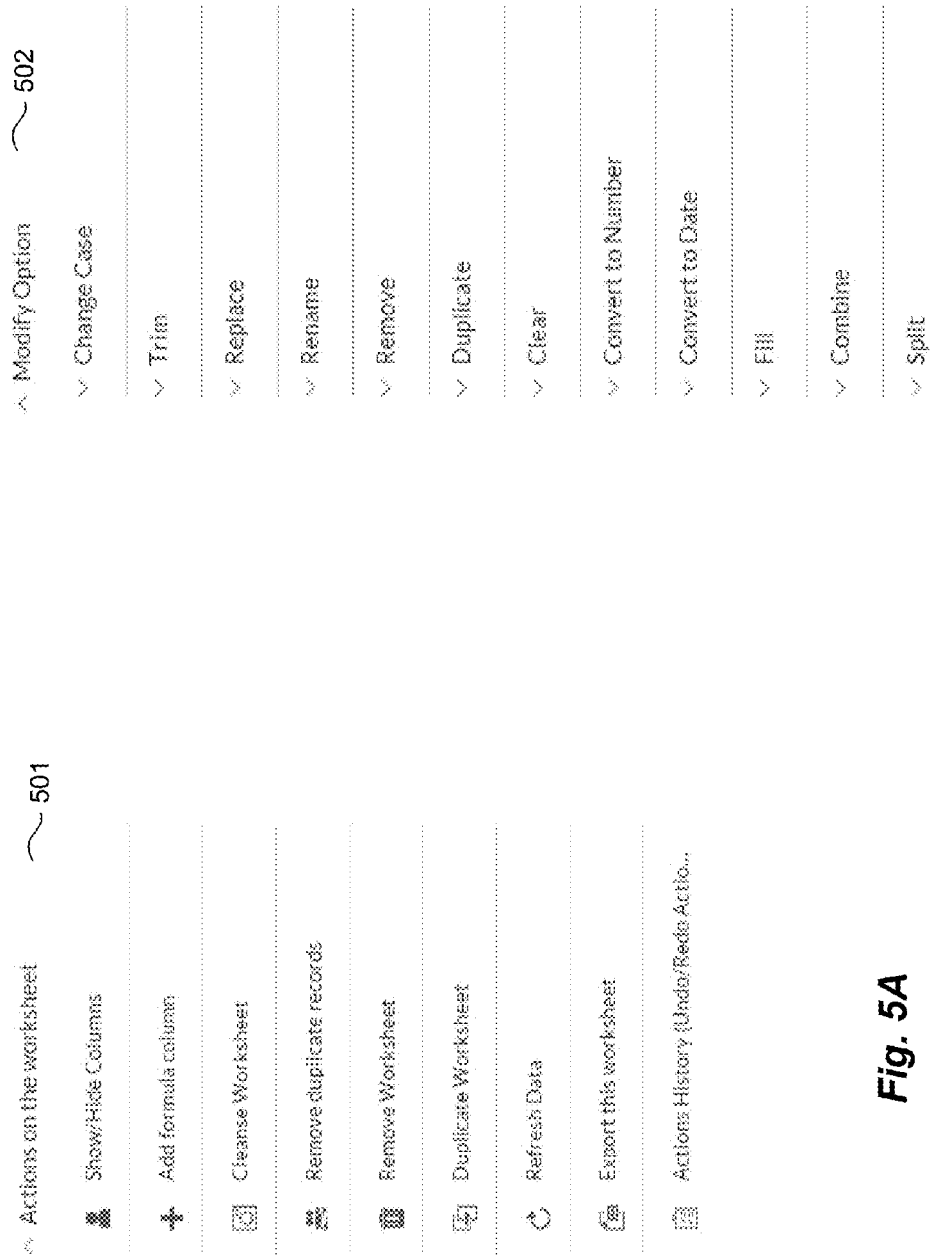 Actions on the worksheet
501
Show/Hide Columns
Add formula column
Cleanse Worksheet
Remove duplicate records
Remove Worksheet
Duplicate Worksheet
Refresh Data
Export this worksheet
Actions History (Undo/Redo Actio...
Modify Option
502
Change Case
Trim
Replace
Rename
Remove
Duplicate
Clear
Convert to Number
Convert to Date
Fill
Combine
Split
Fig. 5A